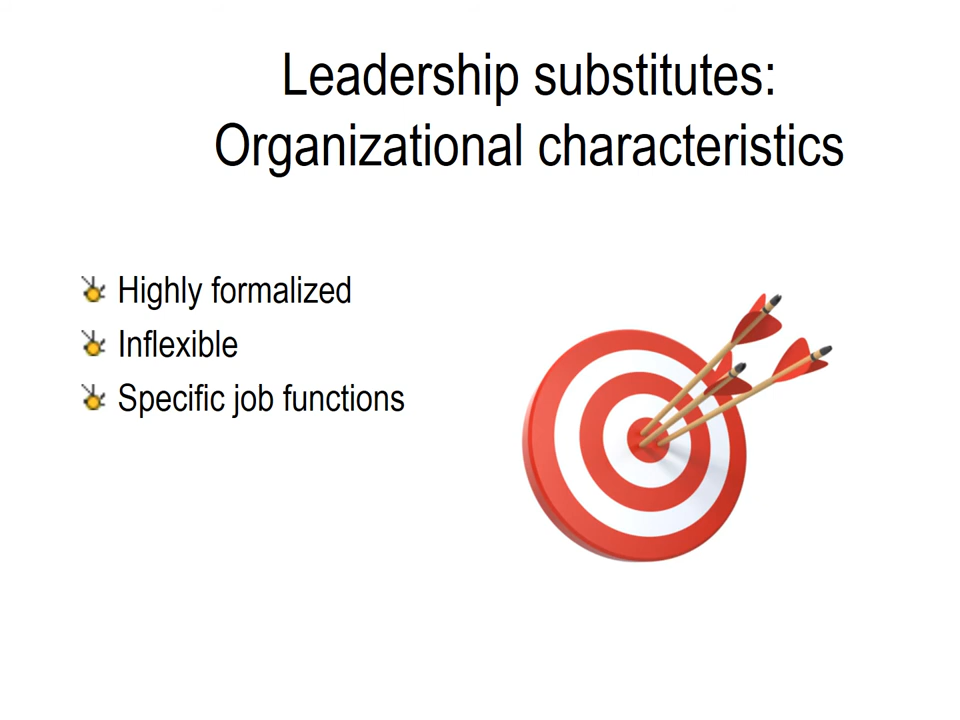 Leadership substitutes:
Organizational characteristics
Highly formalized
Inflexible
Specific job functions